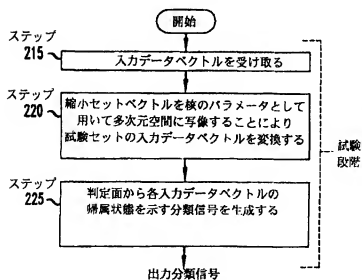 開始
ステップ
215
入力データベクトルを受け取る
ステップ
220
縮小セットベクトルを核のパラメータとして
用いて多次元空間に写像することにより
試験セットの入力データベクトルを変換する
試験
段階
ステップ
225
判定面から各入力データベクトルの
帰属状態を示す分類信号を生成する
出力分類信号